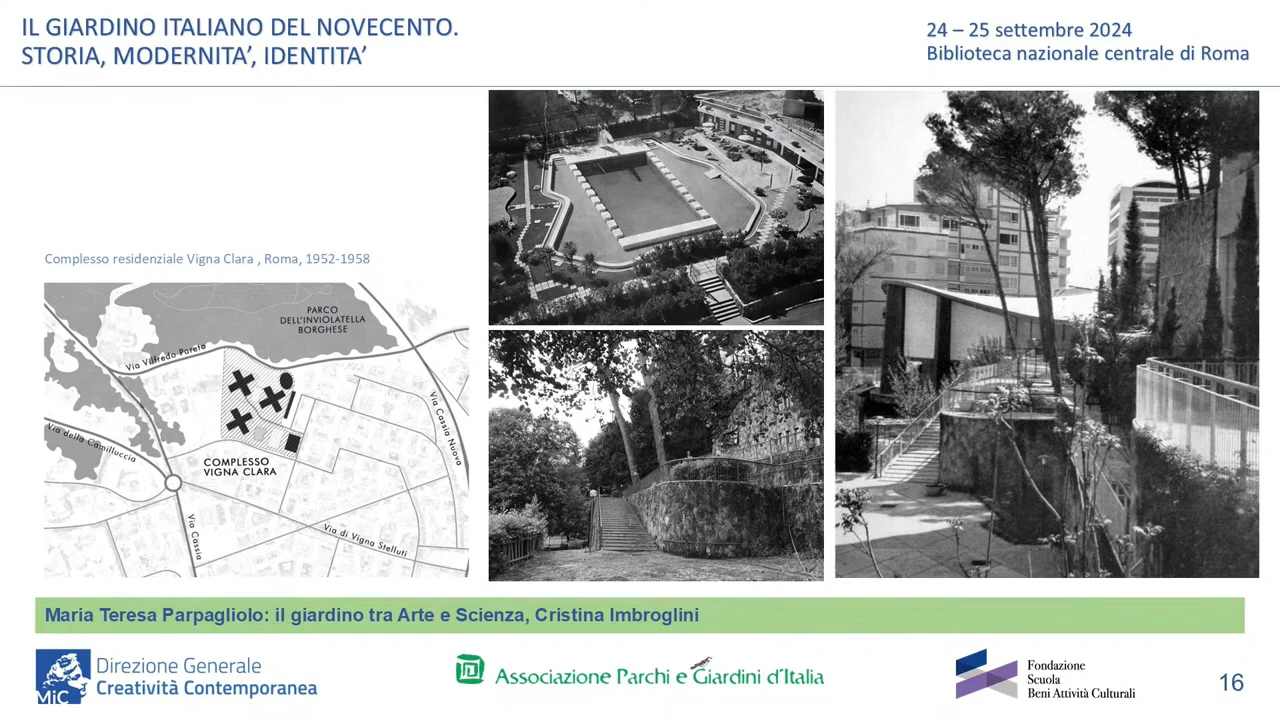 IL GIARDINO ITALIANO DEL NOVECENTO.
STORIA, MODERNITA’, IDENTITA’
24 – 25 settembre 2024
Biblioteca nazionale centrale di Roma
Complesso residenziale Vigna Clara , Roma, 1952-1958
PARCO
DELL'INVIOLATELLA
BORGHESE
Via Vilfredo Pareto
Via della Camilluccia
Via Cassia Nuova
COMPLESSO
VIGNA CLARA
Via Cassia
Via di Vigna Stelluti
Maria Teresa Parpagliolo: il giardino tra Arte e Scienza, Cristina Imbroglini
MiC
Direzione Generale
Creatività Contemporanea
Associazione Parchi e Giardini d'Italia
Fondazione
Scuola
Beni Attività Culturali
16